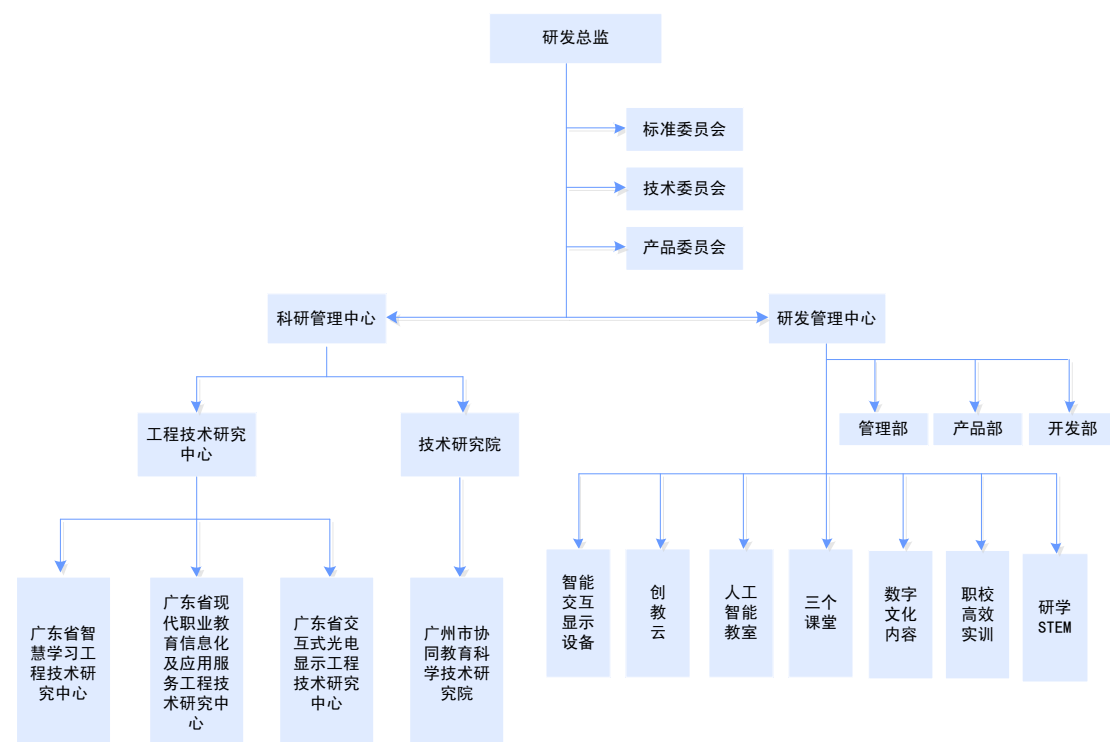 研发总监
标准委员会
技术委员会
产品委员会
科研管理中心
研发管理中心
管理部
产品部
开发部
工程技术研究
中心
技术研究院
广东省智
慧学习工
程技术研
究中心
广东省现
代职业教
育信息化
及应用服
务工程技
术研究中
心
广东省交
互式光电
显示工程
技术研究
中心
广州市协
同教育科
学技术研
究院
智能
交互
显示
设备
创
教
云
人工
智能
教室
三个
课堂
数字
文化
内容
职校
高效
实训
研学
STEM